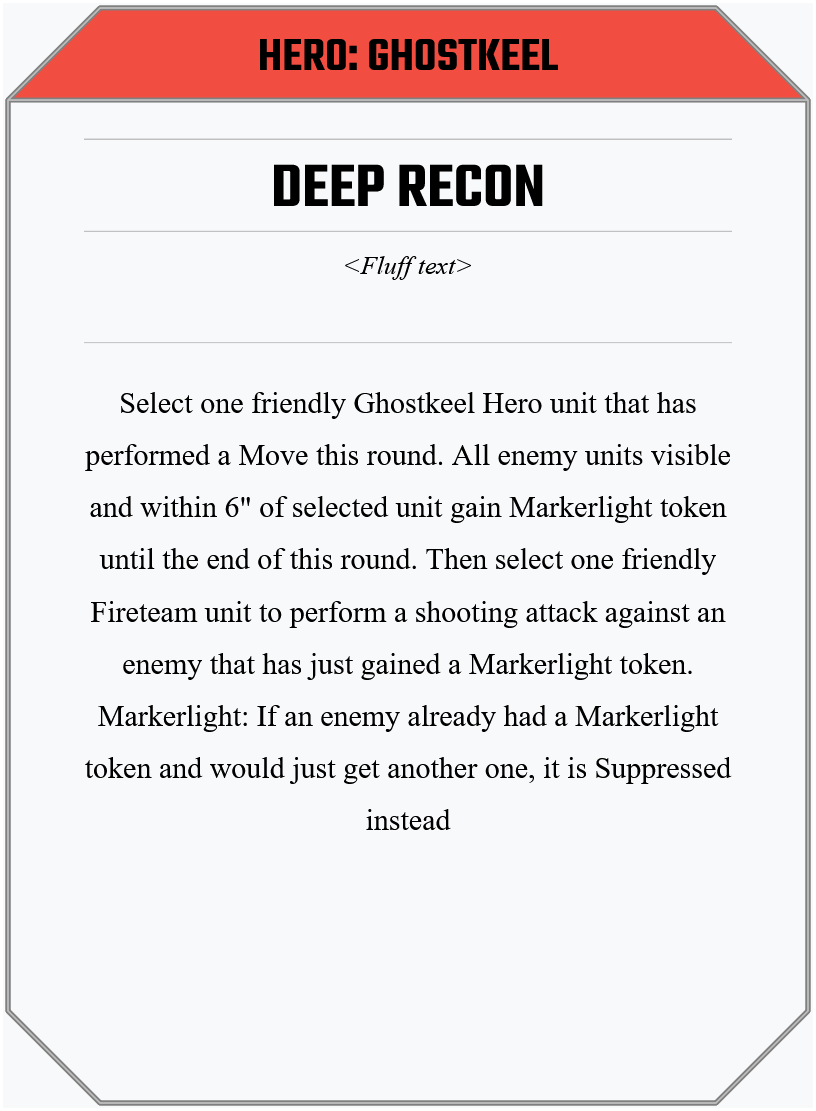 HERO: GHOSTKEEL
DEEP RECON
<Fluff text>
Select one friendly Ghostkeel Hero unit that has
performed a Move this round. All enemy units visible
and within 6" of selected unit gain Markerlight token
until the end of this round. Then select one friendly
Fireteam unit to perform a shooting attack against an
enemy that has just gained a Markerlight token.
Markerlight: If an enemy already had a Markerlight
token and would just get another one, it is Suppressed
instead